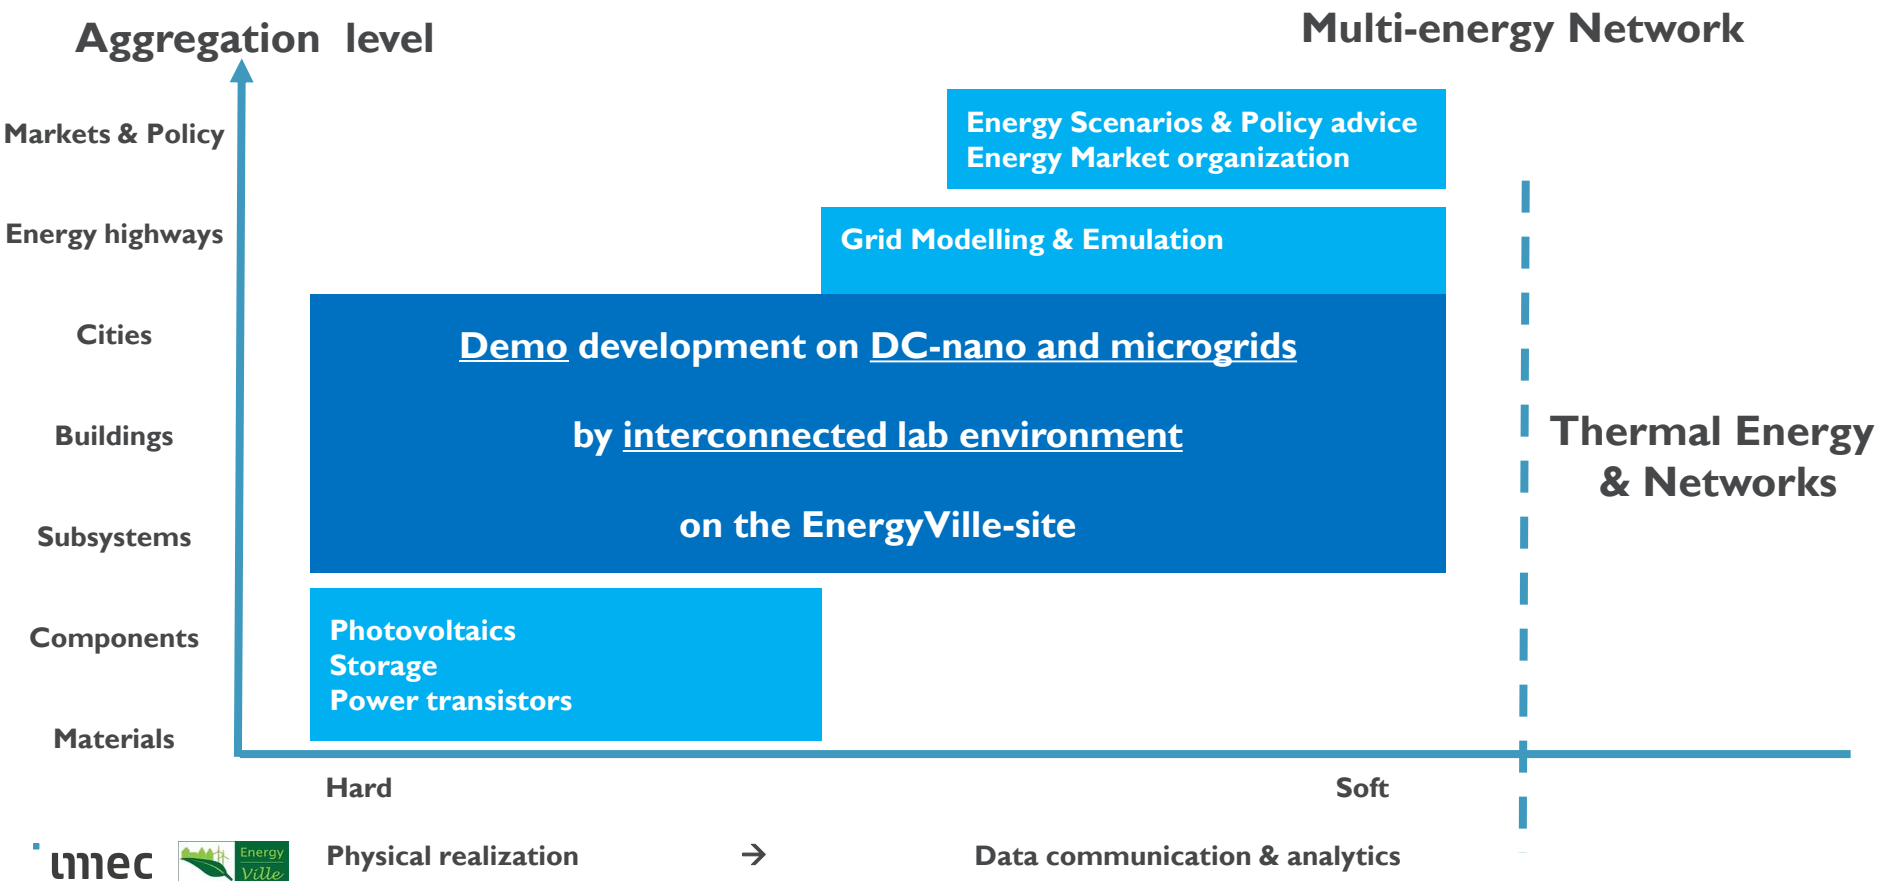 Aggregation level
Multi-energy Network
Markets & Policy
Energy Scenarios & Policy advice
Energy Market organization
Energy highways
Grid Modelling & Emulation
Cities
Demo development on DC-nano and microgrids
Buildings
by interconnected lab environment
Thermal Energy
& Networks
Subsystems
on the EnergyVille-site
Components
Photovoltaics
Storage
Power transistors
Materials
Hard
Soft
imec
Energy
Ville
Physical realization → Data communication & analytics